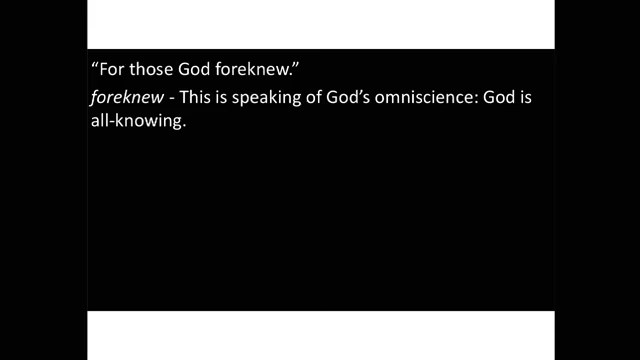 “For those God foreknew.”
foreknew - This is speaking of God’s omniscience: God is
all-knowing.